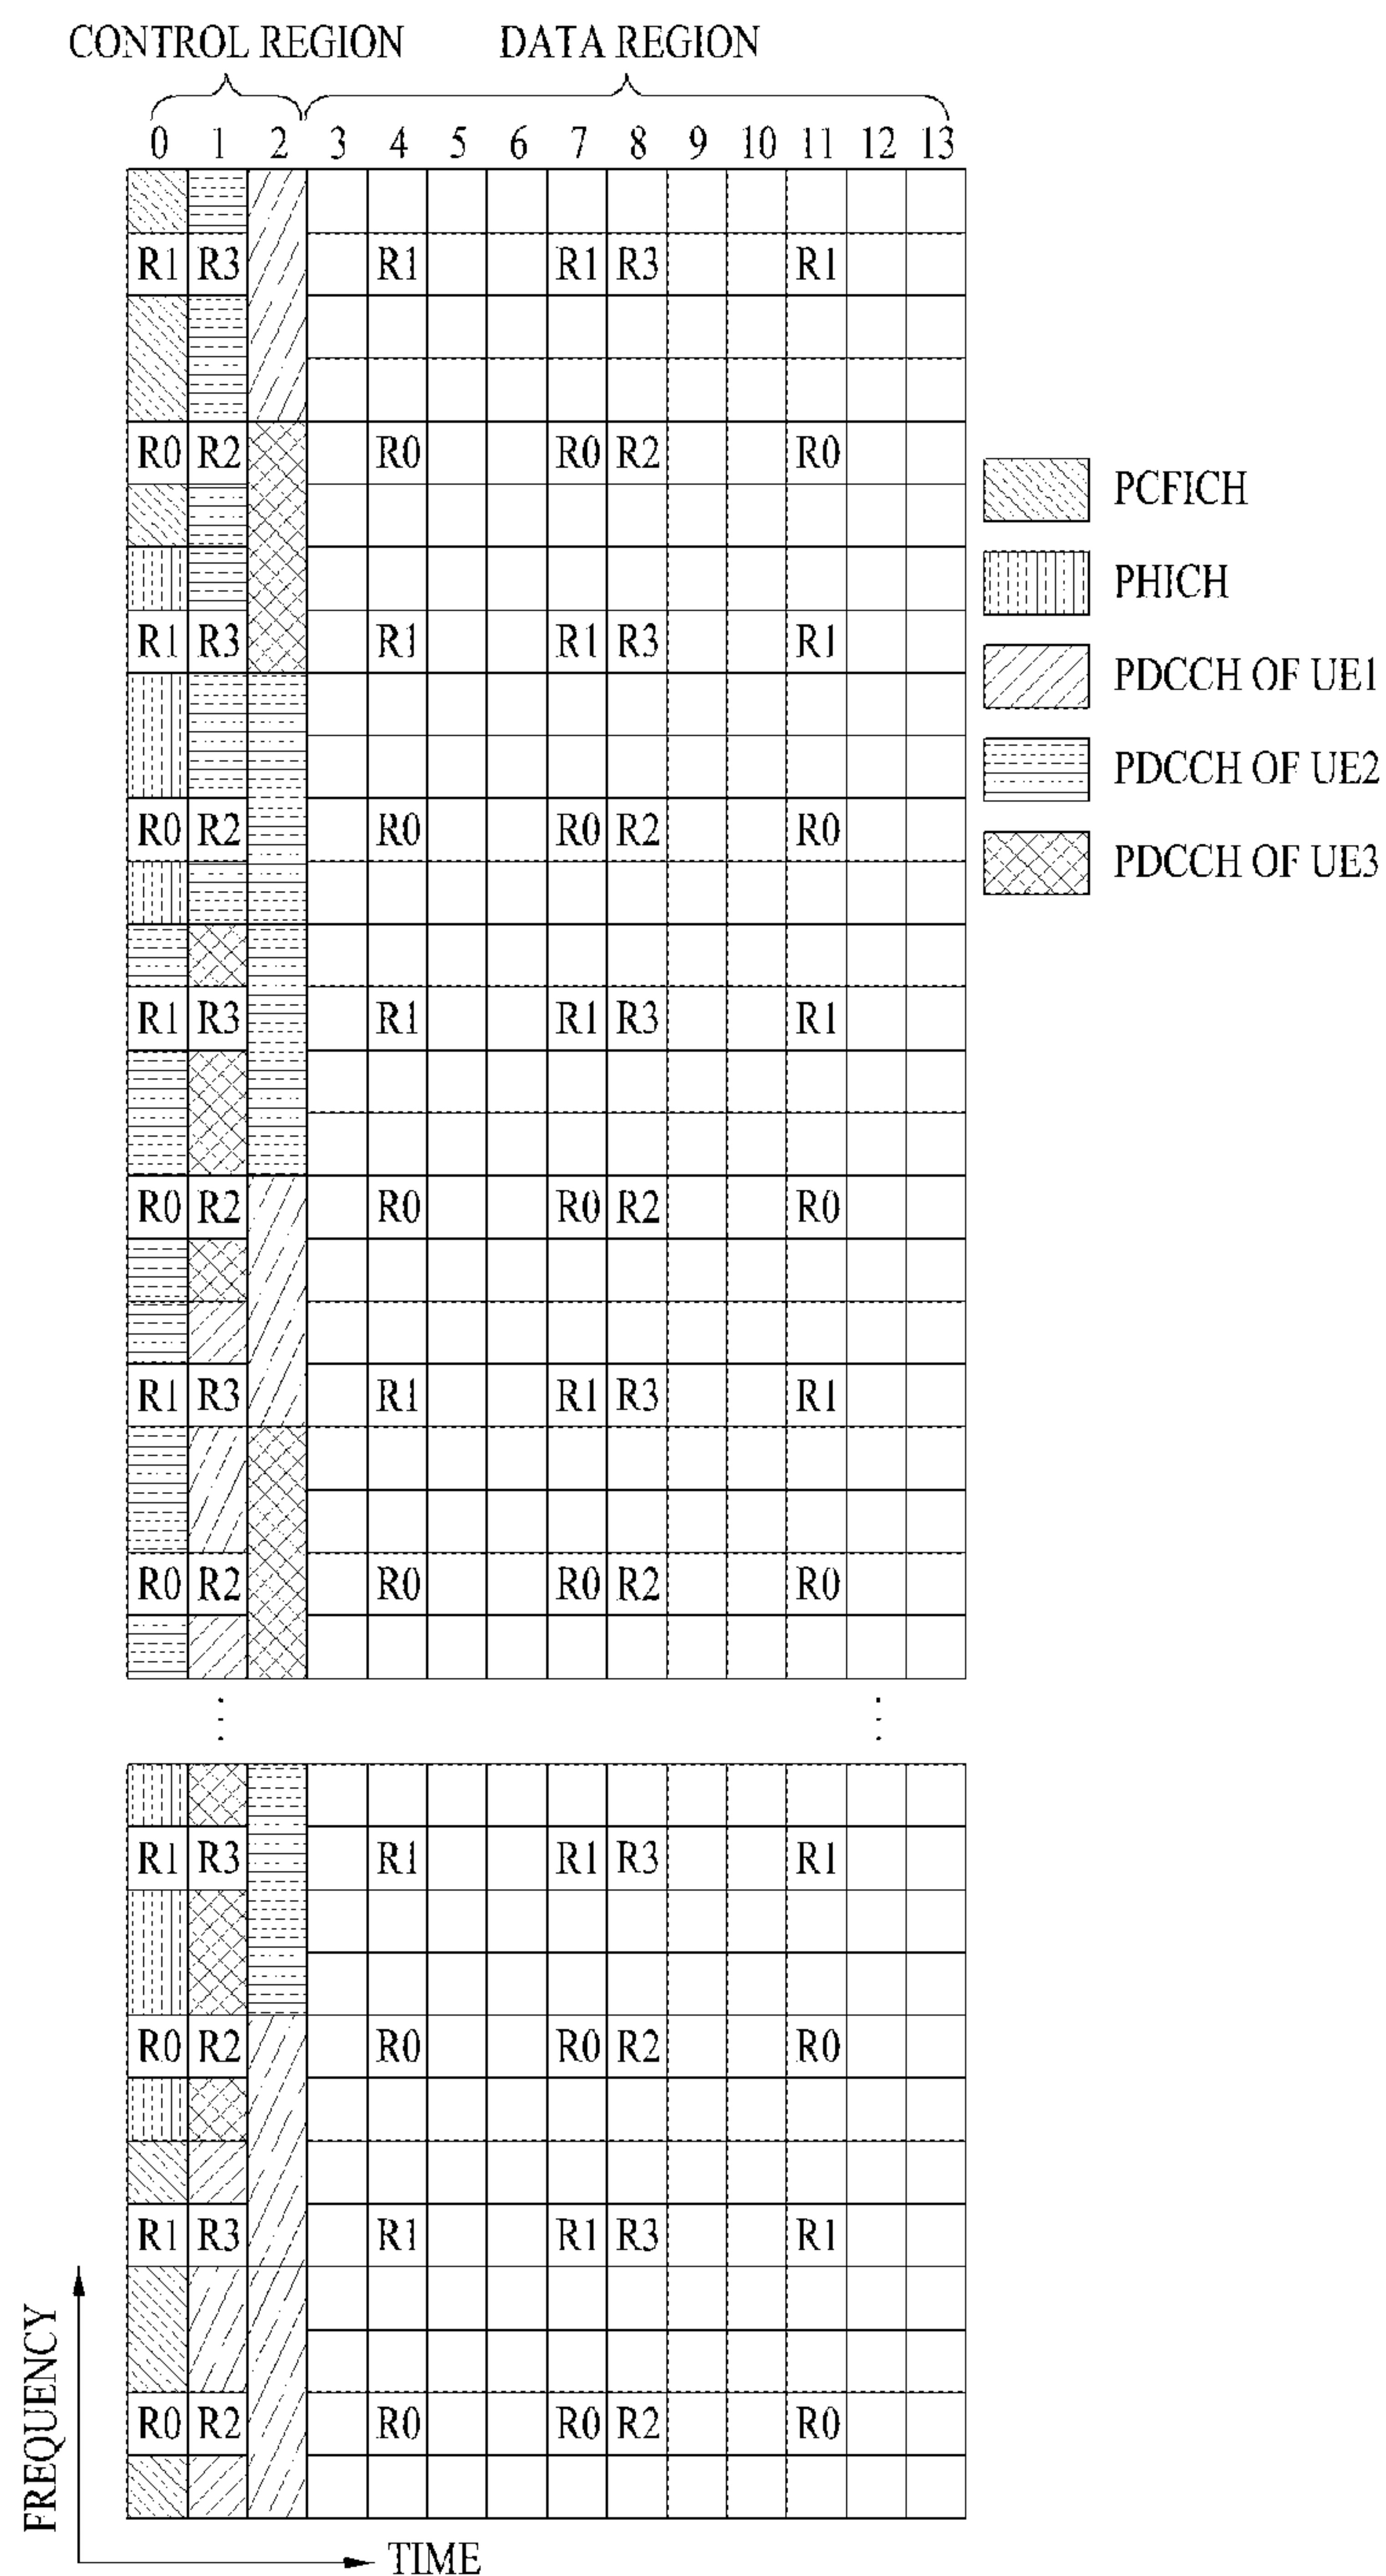 CONTROL REGION DATA REGION
0 1 2 3 4 5 6 7 8 9 10 11 12 13
R1 R3 R1 R1 R3 R1
R0 R2 R0 R0 R2 R0
PCFICH
PHICH
R1 R3 R1 R1 R3 R1
PDCCH OF UE1
PDCCH OF UE2
R0 R2 R0 R0 R2 R0
PDCCH OF UE3
R1 R3 R1 R1 R3 R1
R0 R2 R0 R0 R2 R0
R1 R3 R1 R1 R3 R1
R0 R2 R0 R0 R2 R0
R1 R3 R1 R1 R3 R1
R0 R2 R0 R0 R2 R0
R1 R3 R1 R1 R3 R1
R0 R2 R0 R0 R2 R0
FREQUENCY
TIME